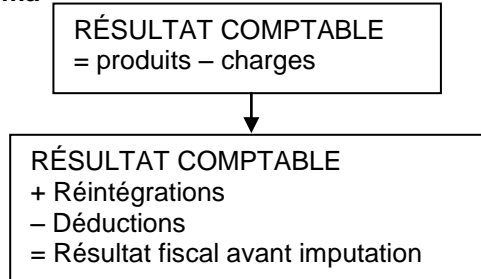 RÉSULTAT COMPTABLE
= produits – charges
RÉSULTAT COMPTABLE
+ Réintégrations
– Déductions
= Résultat fiscal avant imputation